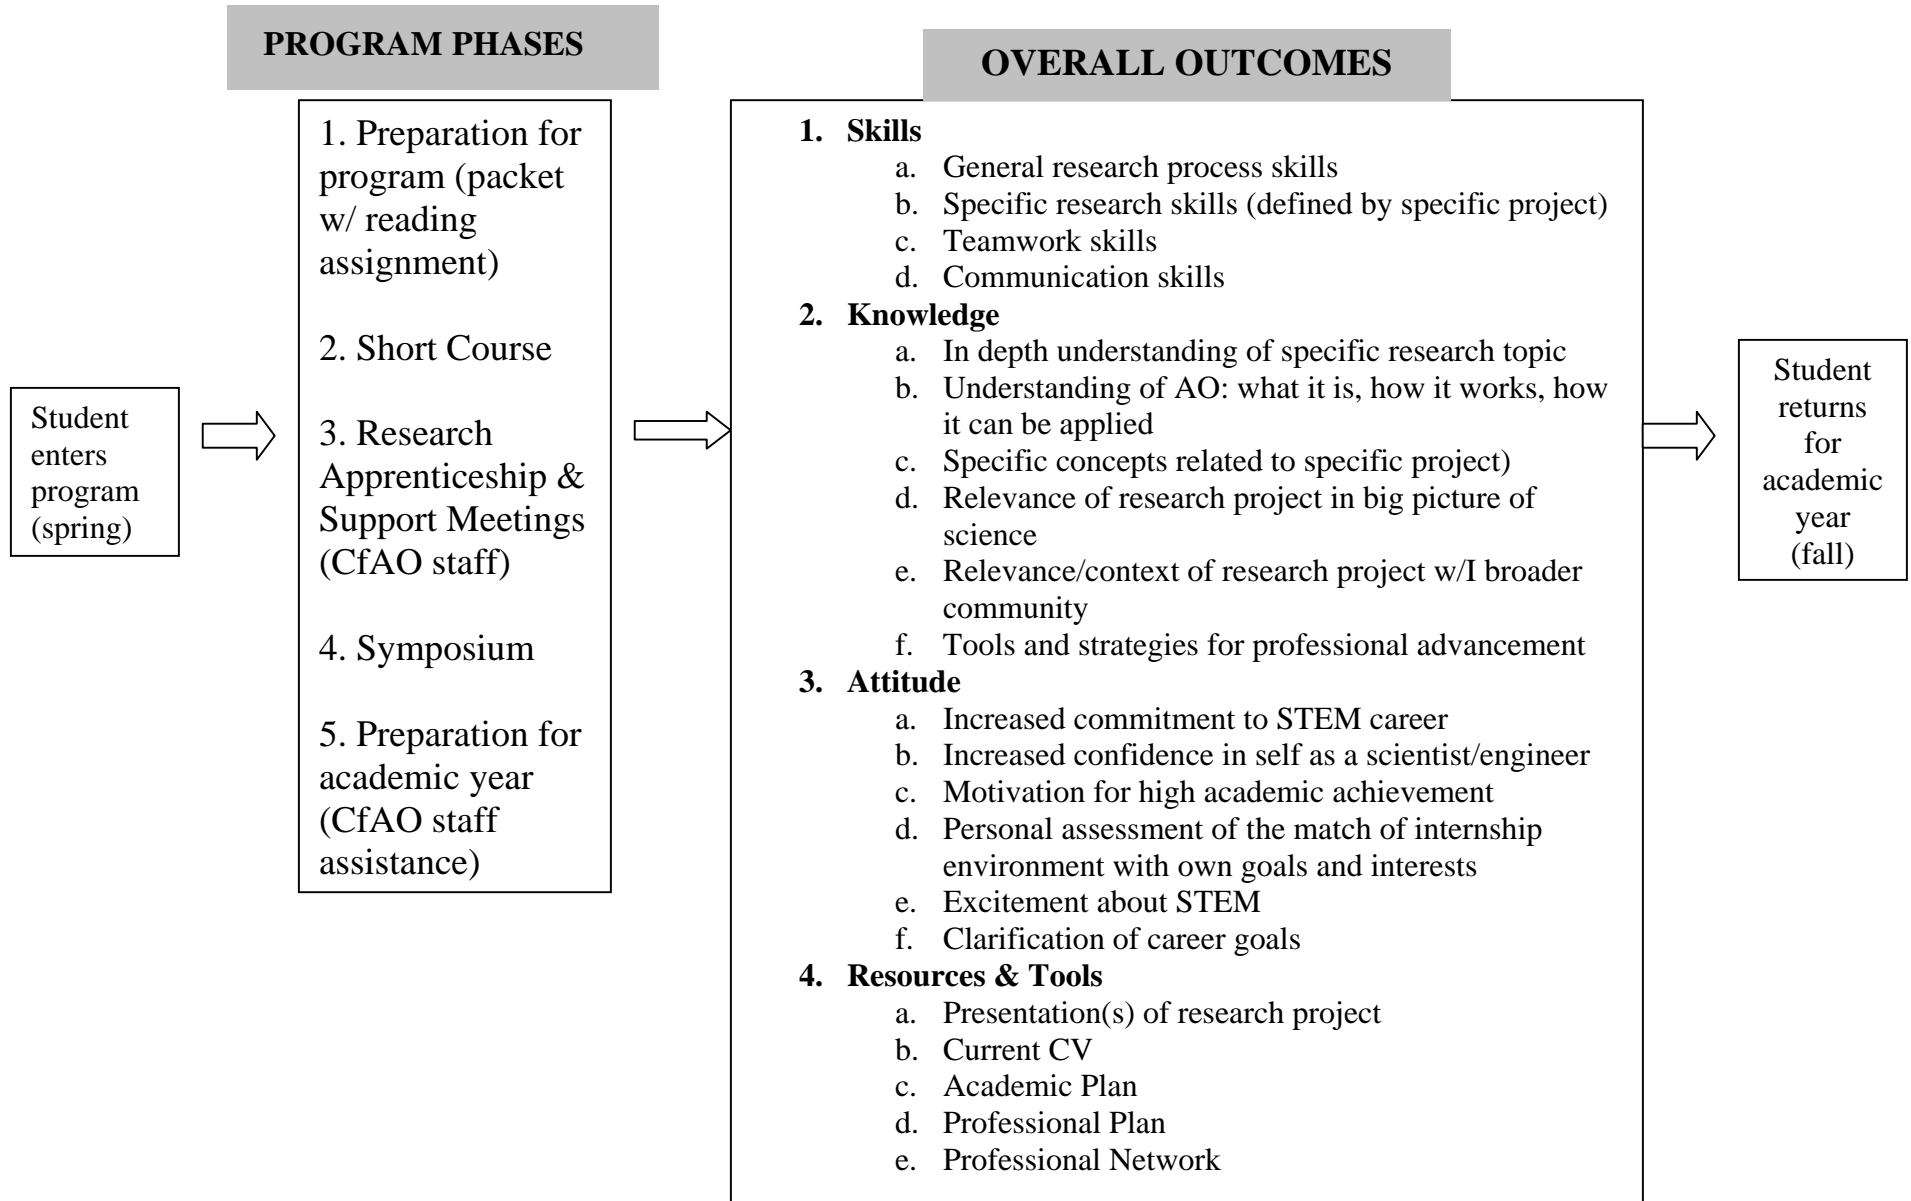 PROGRAM PHASES
OVERALL OUTCOMES
Student
enters
program
(spring)
1. Preparation for
program (packet
w/ reading
assignment)
2. Short Course
3. Research
Apprenticeship &
Support Meetings
(CfAO staff)
4. Symposium
5. Preparation for
academic year
(CfAO staff
assistance)
1. Skills
a. General research process skills
b. Specific research skills (defined by specific project)
c. Teamwork skills
d. Communication skills
2. Knowledge
a. In depth understanding of specific research topic
b. Understanding of AO: what it is, how it works, how
it can be applied
c. Specific concepts related to specific project)
d. Relevance of research project in big picture of
science
e. Relevance/context of research project w/I broader
community
f. Tools and strategies for professional advancement
3. Attitude
a. Increased commitment to STEM career
b. Increased confidence in self as a scientist/engineer
c. Motivation for high academic achievement
d. Personal assessment of the match of internship
environment with own goals and interests
e. Excitement about STEM
f. Clarification of career goals
4. Resources & Tools
a. Presentation(s) of research project
b. Current CV
c. Academic Plan
d. Professional Plan
e. Professional Network
Student
returns
for
academic
year
(fall)